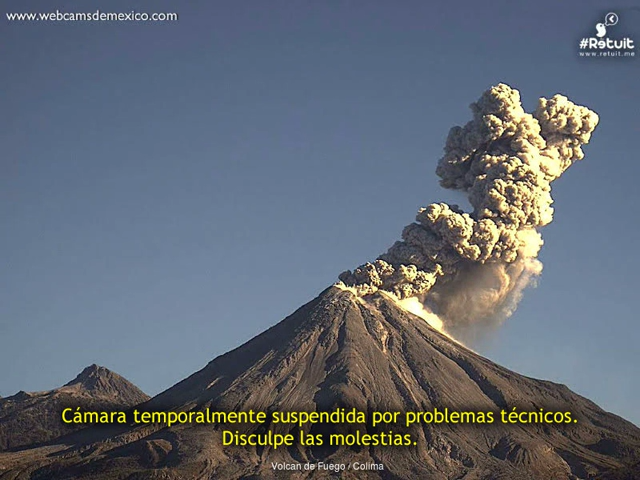 www.webcamsdemexico.com
#Retuit
www.retuit.me
Cámara temporalmente suspendida por problemas técnicos.
Disculpe las molestias.
Volcan de Fuego / Colima